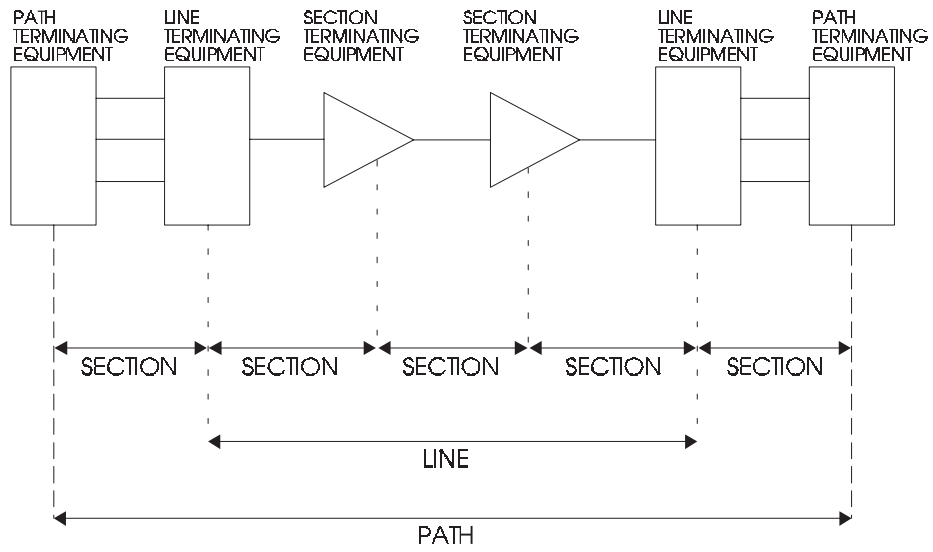 PATH
TERMINATING
EQUIPMENT
LINE
TERMINATING
EQUIPMENT
SECTION
TERMINATING
EQUIPMENT
SECTION
TERMINATING
EQUIPMENT
LINE
TERMINATING
EQUIPMENT
PATH
TERMINATING
EQUIPMENT
SECTION
SECTION
SECTION
SECTION
SECTION
LINE
PATH